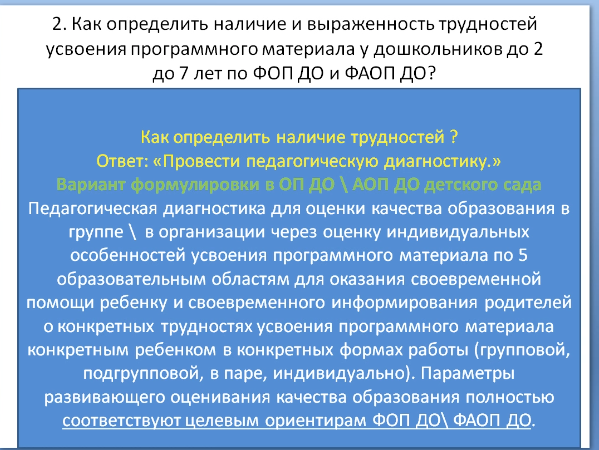 2. Как определить наличие и выраженность трудностей
усвоения программного материала у дошкольников до 2
до 7 лет по ФОП ДО и ФАОП ДО?
Как определить наличие трудностей ?
Ответ: «Провести педагогическую диагностику.»
Вариант формулировки в ОП ДО \ АОП ДО детского сада
Педагогическая диагностика для оценки качества образования в
группе \ в организации через оценку индивидуальных
особенностей усвоения программного материала по 5
образовательным областям для оказания своевременной
помощи ребенку и своевременного информирования родителей
о конкретных трудностях усвоения программного материала
конкретным ребенком в конкретных формах работы (групповой,
подгрупповой, в паре, индивидуально). Параметры
развивающего оценивания качества образования полностью
соответствуют целевым ориентирам ФОП ДО\ ФАОП ДО.